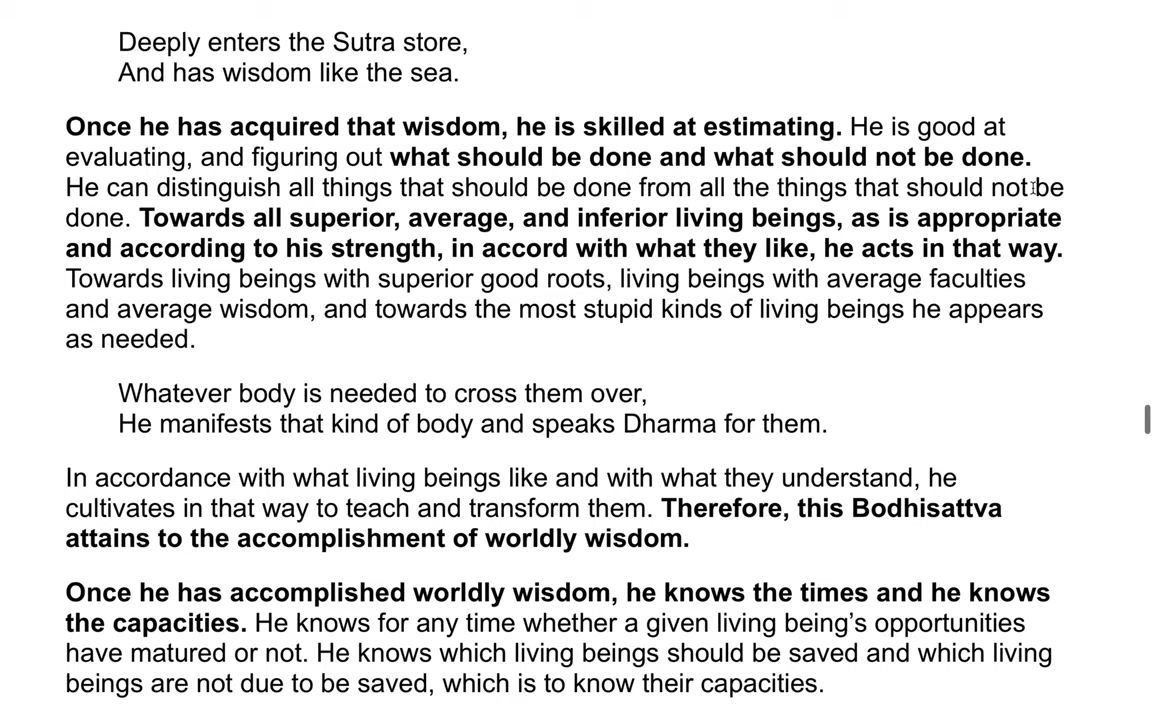 Deeply enters the Sutra store,
And has wisdom like the sea.
Once he has acquired that wisdom, he is skilled at estimating. He is good at
evaluating, and figuring out what should be done and what should not be done.
He can distinguish all things that should be done from all the things that should not be
done. Towards all superior, average, and inferior living beings, as is appropriate
and according to his strength, in accord with what they like, he acts in that way.
Towards living beings with superior good roots, living beings with average faculties
and average wisdom, and towards the most stupid kinds of living beings he appears
as needed.
Whatever body is needed to cross them over,
He manifests that kind of body and speaks Dharma for them.
In accordance with what living beings like and with what they understand, he
cultivates in that way to teach and transform them. Therefore, this Bodhisattva
attains to the accomplishment of worldly wisdom.
Once he has accomplished worldly wisdom, he knows the times and he knows
the capacities. He knows for any time whether a given living being’s opportunities
have matured or not. He knows which living beings should be saved and which living
beings are not due to be saved, which is to know their capacities.